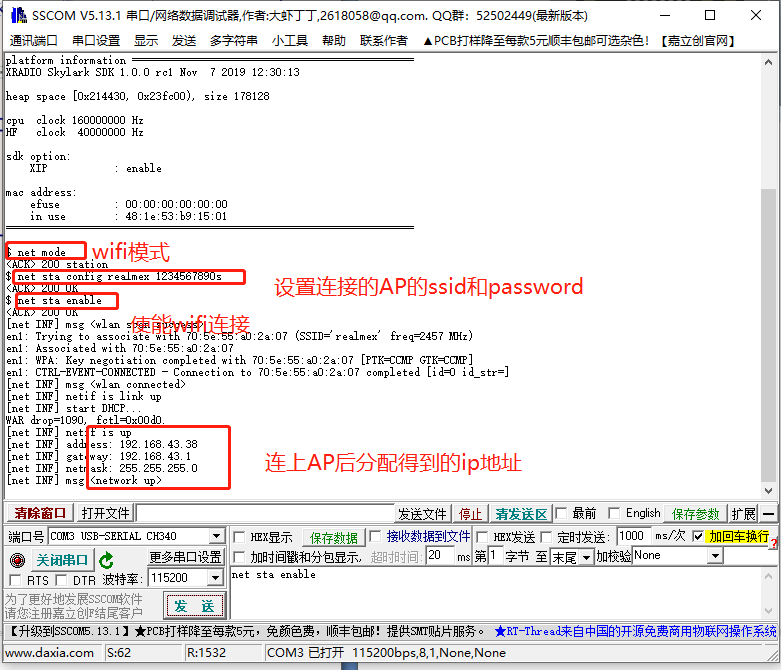 SSCOM V5.13.1 串口/网络数据调试器,作者:大虾丁丁,2618058@qq.com. QQ群：52502449(最新版本)
通讯端口 串口设置 显示 发送 多字符串 小工具 帮助 联系作者 ▲PCB打样降至每款5元顺丰包邮可选杂色！【嘉立创官网】
platform information
XRADIO Skylark SDK 1.0.0 rc1 Nov  7 2019 12:30:13
heap space [0x214430, 0x23fc00), size 178128
cpu  clock 160000000 Hz
HF   clock  40000000 Hz
sdk option:
XIP : enable
mac address:
efuse : 00:00:00:00:00:00
in use : 48:1e:53:b9:15:01
$ net mode wifi模式
<ACK> 200 station
$ net sta config realmex 1234567890s
<ACK> 200 OK 设置连接的AP的ssid和password
$ net sta enable
<ACK> 200 OK 使能wifi连接
[net INF] msg <wlan scan success>
en1: Trying to associate with 70:5e:55:a0:2a:07 (SSID='realmex' freq=2457 MHz)
en1: Associated with 70:5e:55:a0:2a:07
en1: WPA: Key negotiation completed with 70:5e:55:a0:2a:07 [PTK=CCMP GTK=CCMP]
en1: CTRL-EVENT-CONNECTED - Connection to 70:5e:55:a0:2a:07 completed [id=0 id_str=]
[net INF] msg <wlan connected>
[net INF] netif is link up
[net INF] start DHCP...
WAR drop=1090, fctl=0x00d0.
[net INF] netif is up
[net INF] address: 192.168.43.38
[net INF] gateway: 192.168.43.1 连上AP后分配得到的ip地址
[net INF] netmask: 255.255.255.0
[net INF] msg <network up>
清除窗口 打开文件 发送文件 停止 清发送区 最前 English 保存参数 扩展 —
端口号 COM3 USB-SERIAL CH340 HEX显示 保存数据 接收数据到文件 HEX发送 定时发送: 1000 ms/次 加回车换行
关闭串口 更多串口设置 加时间戳和分包显示, 超时时间: 20 ms 第 1 字节 至 末尾 加校验 None
RTS DTR 波特率: 115200 net sta enable
为了更好地发展SSCOM软件
请您注册嘉立创F结尾客户
发 送
【升级到SSCOM5.13.1】★PCB打样降至每款5元，免颜色费，顺丰包邮！提供SMT贴片服务。 ★RT-Thread来自中国的开源免费商用物联网操作系统
www.daxia.com S:62 R:1532 COM3 已打开 115200bps,8,1,None,None